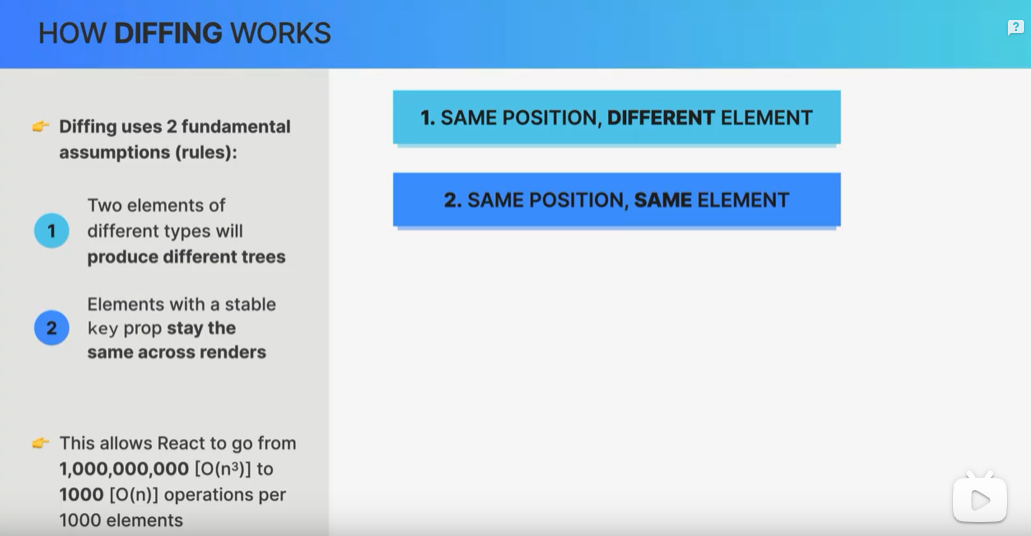 HOW DIFFING WORKS
?
👉 Diffing uses 2 fundamental
assumptions (rules):
1
Two elements of
different types will
produce different trees
2
Elements with a stable
key prop stay the
same across renders
👉 This allows React to go from
1,000,000,000 [O(n³)] to
1000 [O(n)] operations per
1000 elements
1. SAME POSITION, DIFFERENT ELEMENT
2. SAME POSITION, SAME ELEMENT